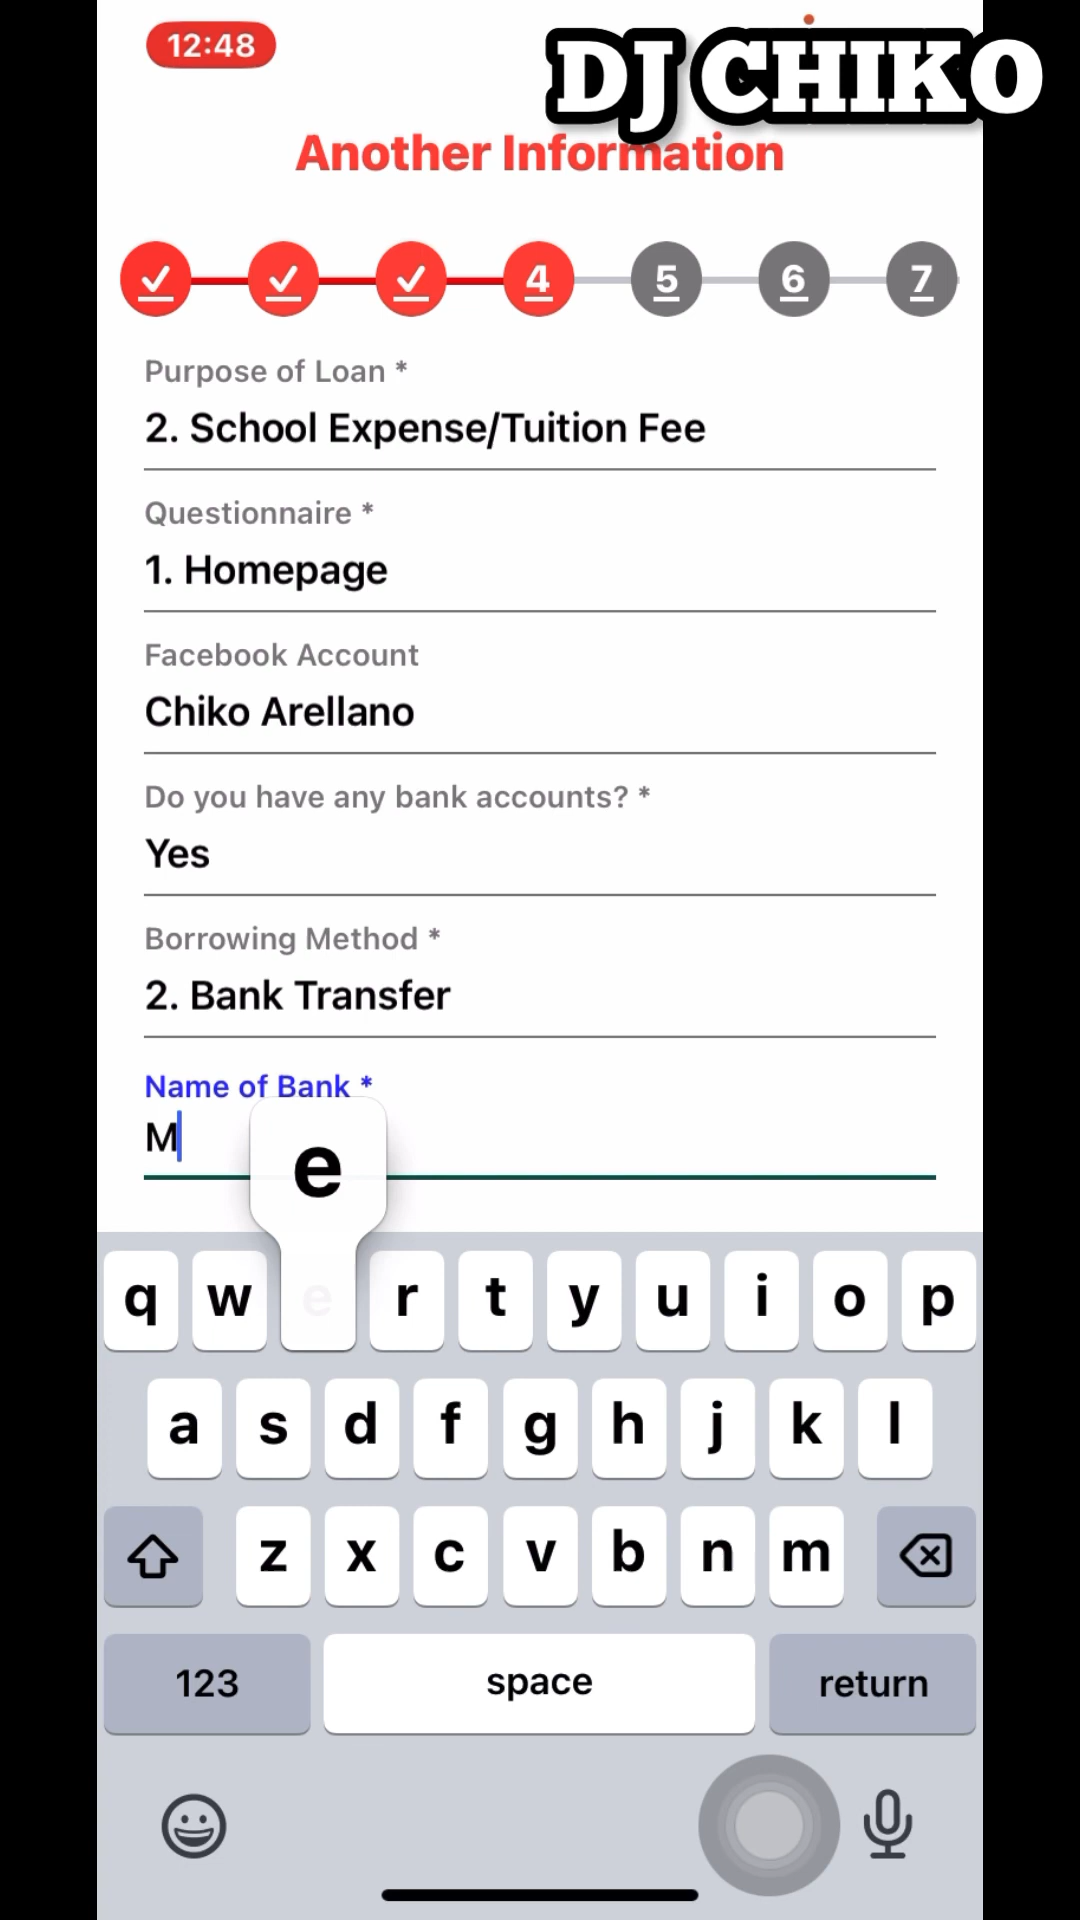 12:48
DJ CHIKO
Another Information
4 5 6 7
Purpose of Loan *
2. School Expense/Tuition Fee
Questionnaire *
1. Homepage
Facebook Account
Chiko Arellano
Do you have any bank accounts? *
Yes
Borrowing Method *
2. Bank Transfer
Name of Bank *
M
e
q w e r t y u i o p
a s d f g h j k l
z x c v b n m
123 space return